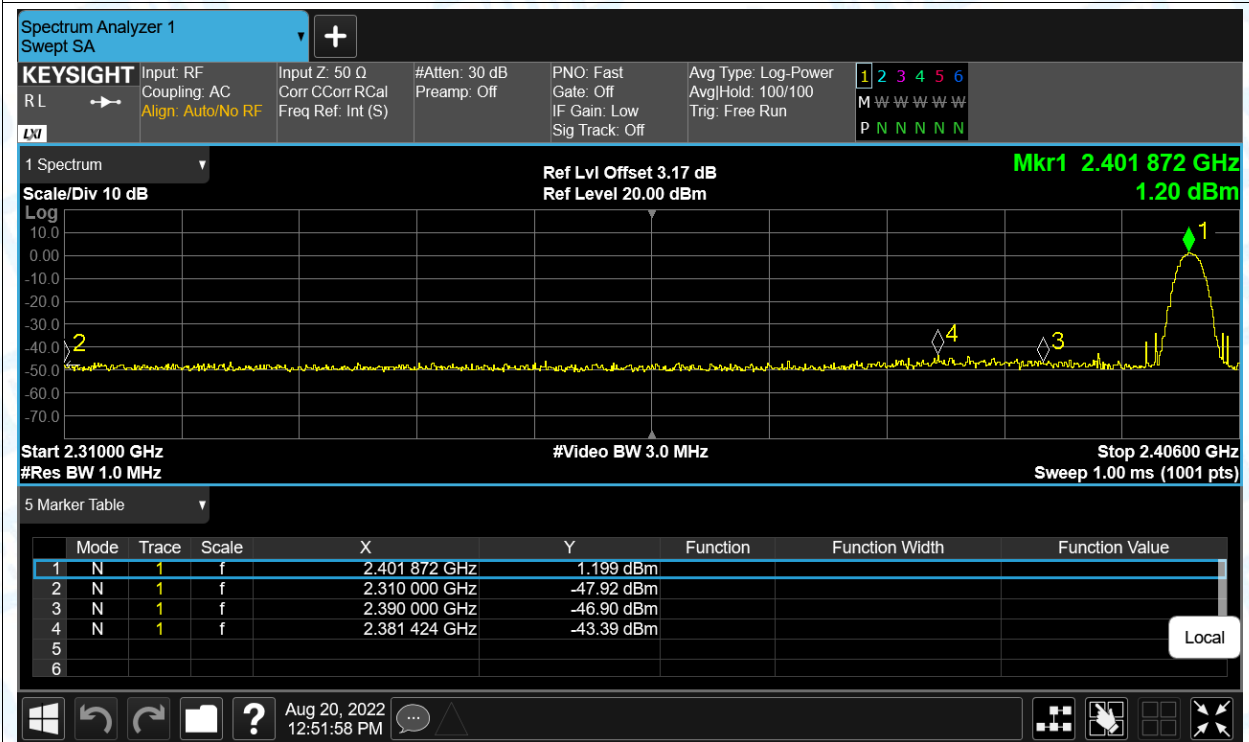 Spectrum Analyzer 1
Swept SA
KEYSIGHT
R L
LXI
Input: RF
Coupling: AC
Align: Auto/No RF
Input Z: 50 Ω
Corr CCorr RCal
Freq Ref: Int (S)
#Atten: 30 dB
Preamp: Off
PNO: Fast
Gate: Off
IF Gain: Low
Sig Track: Off
Avg Type: Log-Power
Avg|Hold: 100/100
Trig: Free Run
1 2 3 4 5 6
M W W W W W
P N N N N N
1 Spectrum
Scale/Div 10 dB
Ref Lvl Offset 3.17 dB
Ref Level 20.00 dBm
Mkr1 2.401 872 GHz
1.20 dBm
Log
10.0
0.00
-10.0
-20.0
-30.0
-40.0
-50.0
-60.0
-70.0
1
2
4
3
Start 2.31000 GHz
#Video BW 3.0 MHz
Stop 2.40600 GHz
#Res BW 1.0 MHz
Sweep 1.00 ms (1001 pts)
5 Marker Table
Mode Trace Scale X Y Function Function Width Function Value
1 N 1 f 2.401 872 GHz 1.199 dBm
2 N 1 f 2.310 000 GHz -47.92 dBm
3 N 1 f 2.390 000 GHz -46.90 dBm
4 N 1 f 2.381 424 GHz -43.39 dBm
5
6
Local
?
Aug 20, 2022
12:51:58 PM